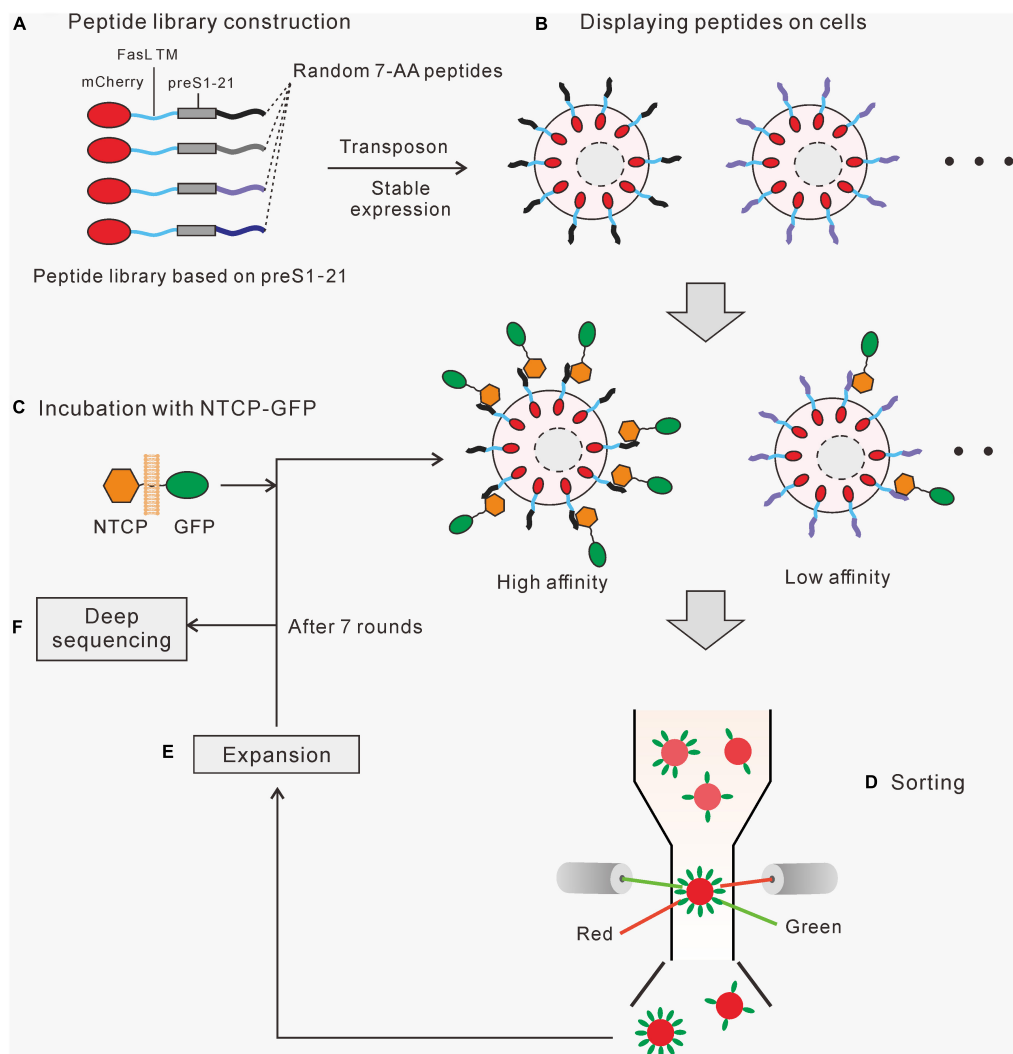 A Peptide library construction
FasL TM
mCherry preS1-21
Random 7-AA peptides
Peptide library based on preS1-21
Transposon
Stable
expression
B Displaying peptides on cells
C Incubation with NTCP-GFP
NTCP GFP
High affinity
Low affinity
D Sorting
Red
Green
E Expansion
After 7 rounds
F Deep
sequencing